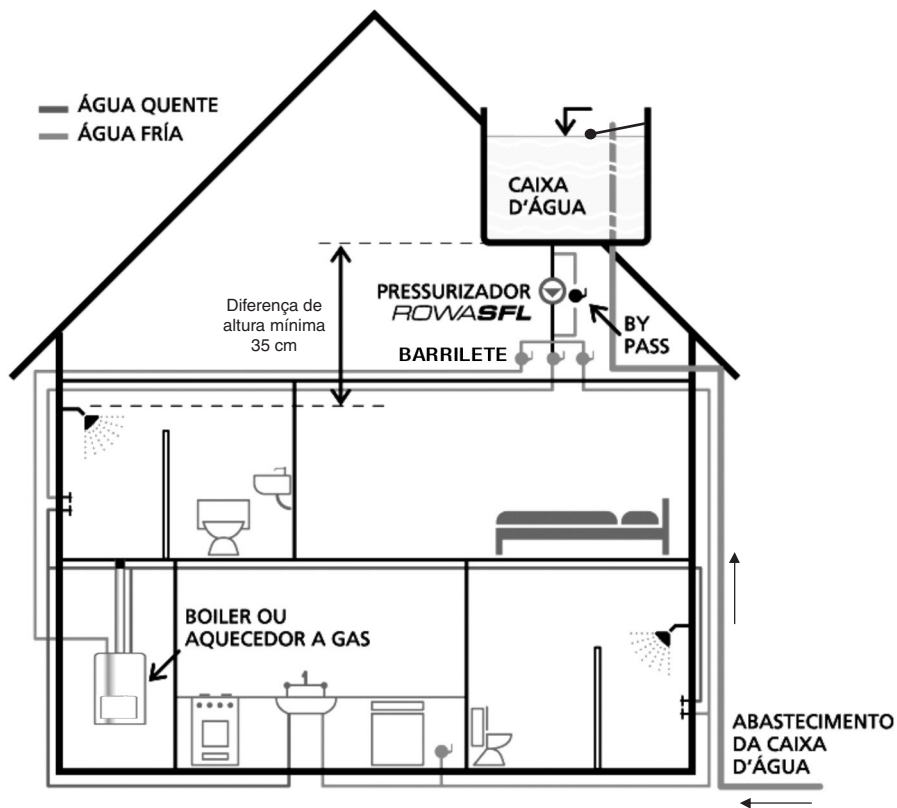 ÁGUA QUENTE
ÁGUA FRÍA
CAIXA
D'ÁGUA
PRESSURIZADOR
ROWASFL
Diferença de
altura mínima
35 cm
BY
PASS
BARRILETE
BOILER OU
AQUECEDOR A GAS
ABASTECIMENTO
DA CAIXA
D'ÁGUA